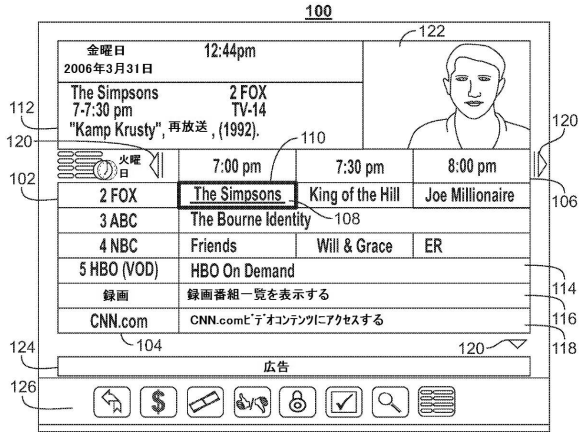 100
122
金曜日 12:44pm
2006年3月31日
The Simpsons 2 FOX
7-7:30 pm TV-14
"Kamp Krusty", 再放送 , (1992).
112
110
120
120
火曜日
7:00 pm 7:30 pm 8:00 pm
102
106
2 FOX The Simpsons King of the Hill Joe Millionaire
108
3 ABC The Bourne Identity
4 NBC Friends Will & Grace ER
5 HBO (VOD) HBO On Demand
114
録画 録画番組一覧を表示する
116
CNN.com CNN.comビデオコンテンツにアクセスする
118
104
120
124
広告
126
$